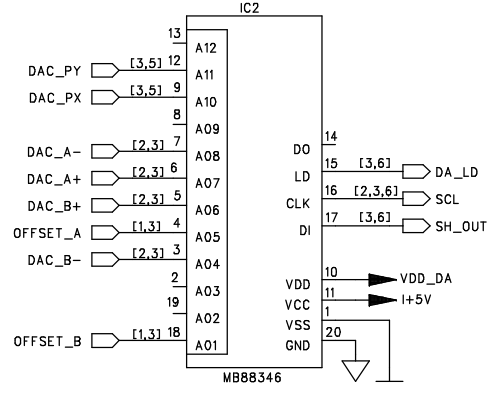 IC2
13 A12
DAC_PY [3,5] 12 A11
DAC_PX [3,5] 9 A10
8 A09
DAC_A- [2,3] 7 A08
DAC_A+ [2,3] 6 A07
DAC_B+ [2,3] 5 A06
OFFSET_A [1,3] 4 A05
DAC_B- [2,3] 3 A04
2 A03
19 A02
OFFSET_B [1,3] 18 A01
DO 14
LD 15 [3,6] DA_LD
CLK 16 [2,3,6] SCL
DI 17 [3,6] SH_OUT
VDD 10 VDD_DA
VCC 11 I+5V
VSS 1
GND 20
MB88346